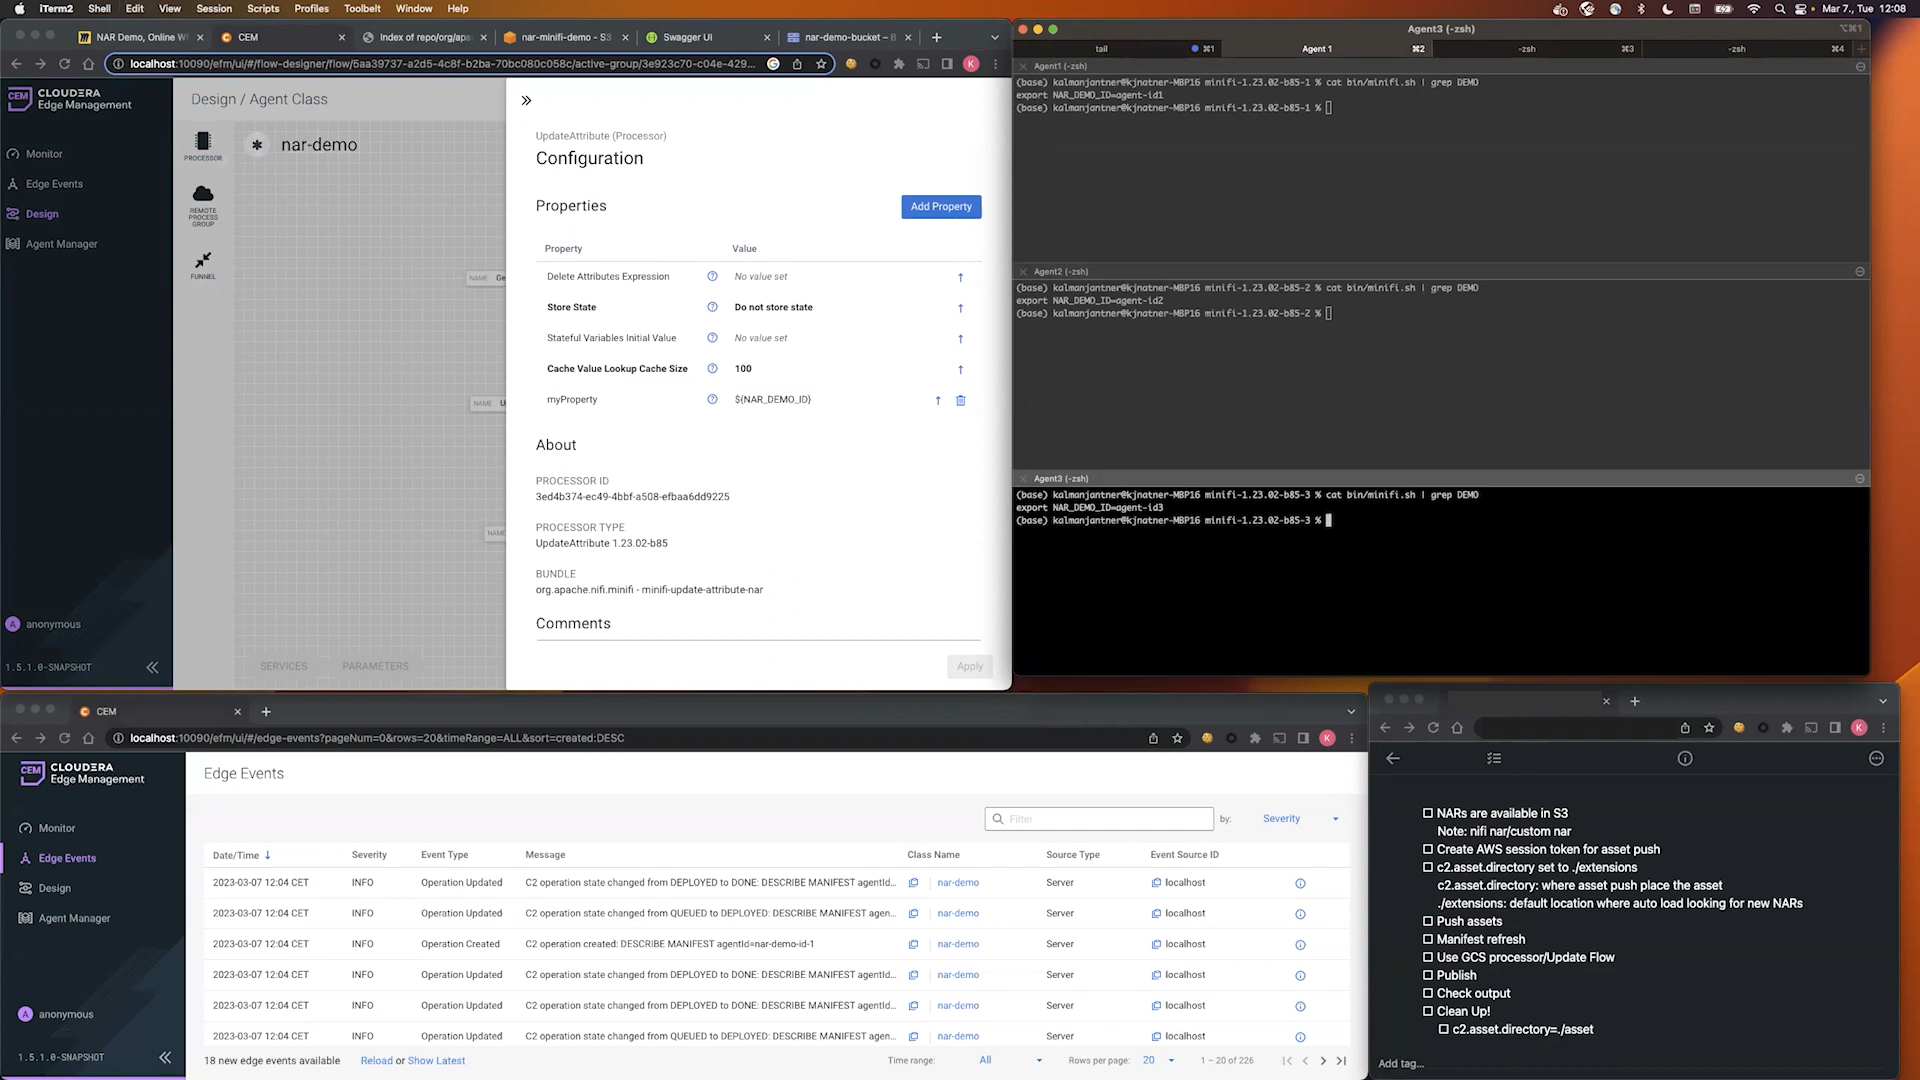 iTerm2 Shell Edit View Session Scripts Profiles Toolbelt Window Help
Mar 7., Tue 12:08
NAR Demo, Online W
CEM
Index of repo/org/apa
nar-minifi-demo - S3
Swagger UI
nar-demo-bucket – B
localhost:10090/efm/ui/#/flow-designer/flow/5aa39737-a2d5-4c8f-b2ba-70bc080c058c/active-group/3e923c70-c04e-429...
K
CEM CLOUDERA
Edge Management
Monitor
Edge Events
Design
Agent Manager
A anonymous
1.5.1.0-SNAPSHOT
Design / Agent Class
PROCESSOR
REMOTE
PROCESS
GROUP
FUNNEL
nar-demo
NAME Ge
NAME U
NAME
SERVICES PARAMETERS
UpdateAttribute (Processor)
Configuration
Properties
Add Property
Property Value
Delete Attributes Expression No value set
Store State Do not store state
Stateful Variables Initial Value No value set
Cache Value Lookup Cache Size 100
myProperty ${NAR_DEMO_ID}
About
PROCESSOR ID
3ed4b374-ec49-4bbf-a508-efbaa6dd9225
PROCESSOR TYPE
UpdateAttribute 1.23.02-b85
BUNDLE
org.apache.nifi.minifi - minifi-update-attribute-nar
Comments
Apply
Agent3 (-zsh)
⌥⌘1
tail ⌘1
Agent 1 ⌘2
-zsh ⌘3
-zsh ⌘4
Agent1 (-zsh)
(base) kalmanjantner@kjnatner-MBP16 minifi-1.23.02-b85-1 % cat bin/minifi.sh | grep DEMO
export NAR_DEMO_ID=agent-id1
(base) kalmanjantner@kjnatner-MBP16 minifi-1.23.02-b85-1 %
Agent2 (-zsh)
(base) kalmanjantner@kjnatner-MBP16 minifi-1.23.02-b85-2 % cat bin/minifi.sh | grep DEMO
export NAR_DEMO_ID=agent-id2
(base) kalmanjantner@kjnatner-MBP16 minifi-1.23.02-b85-2 %
Agent3 (-zsh)
(base) kalmanjantner@kjnatner-MBP16 minifi-1.23.02-b85-3 % cat bin/minifi.sh | grep DEMO
export NAR_DEMO_ID=agent-id3
(base) kalmanjantner@kjnatner-MBP16 minifi-1.23.02-b85-3 %
CEM
localhost:10090/efm/ui/#/edge-events?pageNum=0&rows=20&timeRange=ALL&sort=created:DESC
K
CEM CLOUDERA
Edge Management
Monitor
Edge Events
Design
Agent Manager
A anonymous
1.5.1.0-SNAPSHOT
Edge Events
Filter by: Severity
Date/Time Severity Event Type Message Class Name Source Type Event Source ID
2023-03-07 12:04 CET INFO Operation Updated C2 operation state changed from DEPLOYED to DONE: DESCRIBE MANIFEST agentId... nar-demo Server localhost
2023-03-07 12:04 CET INFO Operation Updated C2 operation state changed from QUEUED to DEPLOYED: DESCRIBE MANIFEST agen... nar-demo Server localhost
2023-03-07 12:04 CET INFO Operation Created C2 operation created: DESCRIBE MANIFEST agentId=nar-demo-id-1 nar-demo Server localhost
2023-03-07 12:04 CET INFO Operation Updated C2 operation state changed from DEPLOYED to DONE: DESCRIBE MANIFEST agentId... nar-demo Server localhost
2023-03-07 12:04 CET INFO Operation Updated C2 operation state changed from DEPLOYED to DONE: DESCRIBE MANIFEST agentId... nar-demo Server localhost
2023-03-07 12:04 CET INFO Operation Updated C2 operation state changed from QUEUED to DEPLOYED: DESCRIBE MANIFEST agen... nar-demo Server localhost
18 new edge events available Reload or Show Latest Time range: All Rows per page: 20 1 – 20 of 226
K
NARs are available in S3
Note: nifi nar/custom nar
Create AWS session token for asset push
c2.asset.directory set to ./extensions
c2.asset.directory: where asset push place the asset
./extensions: default location where auto load looking for new NARs
Push assets
Manifest refresh
Use GCS processor/Update Flow
Publish
Check output
Clean Up!
c2.asset.directory=./asset
Add tag...